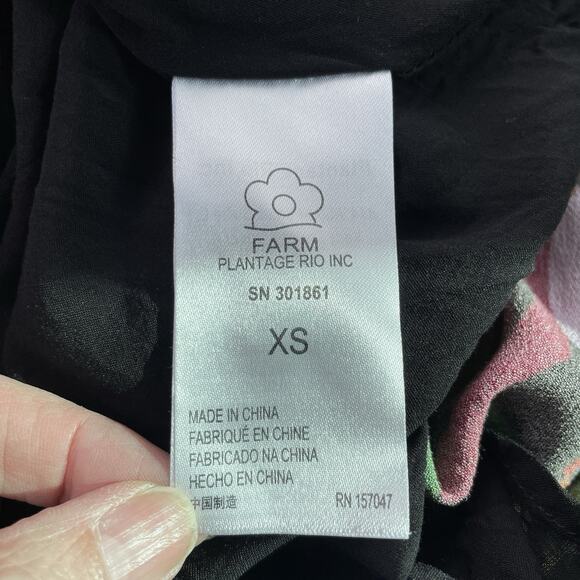 FARM
PLANTAGE RIO INC
SN 301861
XS
MADE IN CHINA
FABRIQUÉ EN CHINE
FABRICADO NA CHINA
HECHO EN CHINA
中国制造 RN 157047